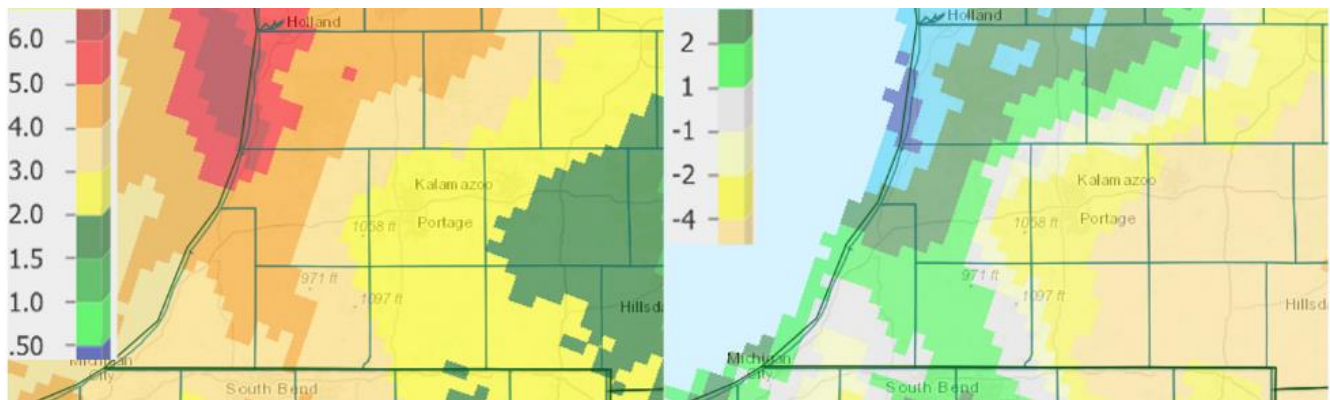 Holland
6.0
5.0
4.0
3.0
2.0
1.5
1.0
.50
Kalamazoo
Portage
1058 ft
971 ft
1097 ft
Hillsda
Michigan
City
South Bend
Holland
2
1
-1
-2
-4
Kalamazoo
Portage
1058 ft
971 ft
1097 ft
Hillsd
Michigan
City
South Bend